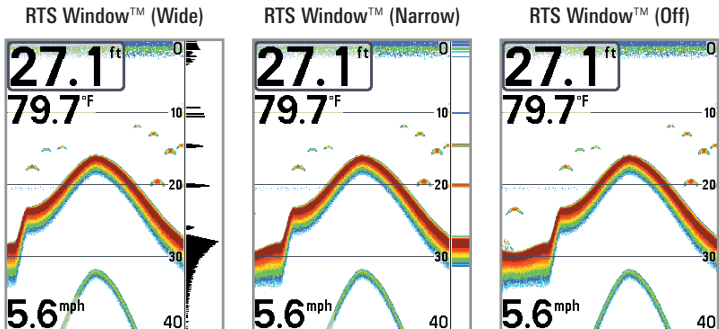 RTS Window™ (Wide)
27.1 ft
79.7 °F
0
10
20
30
40
5.6 mph
RTS Window™ (Narrow)
27.1 ft
79.7 °F
0
10
20
30
40
5.6 mph
RTS Window™ (Off)
27.1 ft
79.7 °F
0
10
20
30
40
5.6 mph